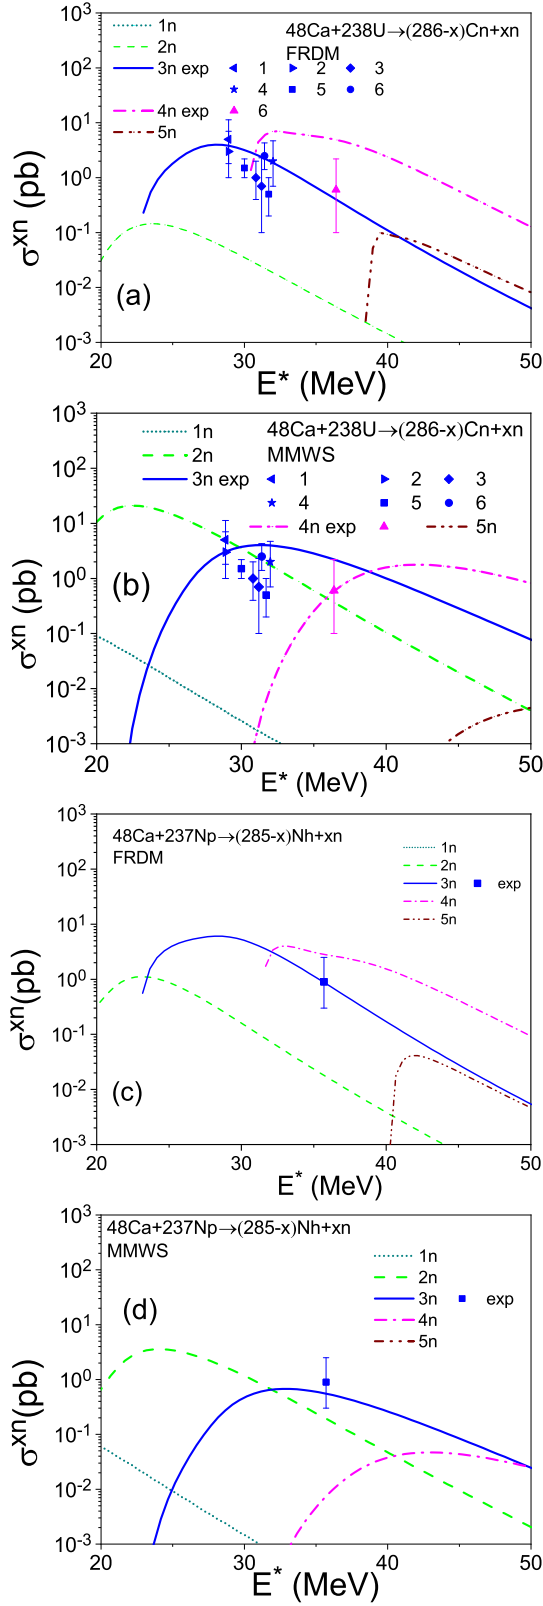 48Ca+238U→(286-x)Cn+xn
FRDM
1n
2n
3n exp 1 2 3
4 5 6
4n exp 6
5n
10³
10²
10¹
10⁰
10⁻¹
10⁻²
10⁻³
σˣⁿ (pb)
(a)
20 30 40 50
E* (MeV)
48Ca+238U→(286-x)Cn+xn
MMWS
1n
2n
3n exp 1 2 3
4 5 6
4n exp 5n
10³
10²
10¹
10⁰
10⁻¹
10⁻²
10⁻³
σˣⁿ (pb)
(b)
20 30 40 50
E* (MeV)
48Ca+237Np→(285-x)Nh+xn
FRDM
1n
2n
3n exp
4n
5n
10³
10²
10¹
10⁰
10⁻¹
10⁻²
10⁻³
σˣⁿ(pb)
(c)
20 30 40 50
E* (MeV)
48Ca+237Np→(285-x)Nh+xn
MMWS
1n
2n
3n exp
4n
5n
10³
10²
10¹
10⁰
10⁻¹
10⁻²
10⁻³
σˣⁿ(pb)
(d)
20 30 40 50
E* (MeV)